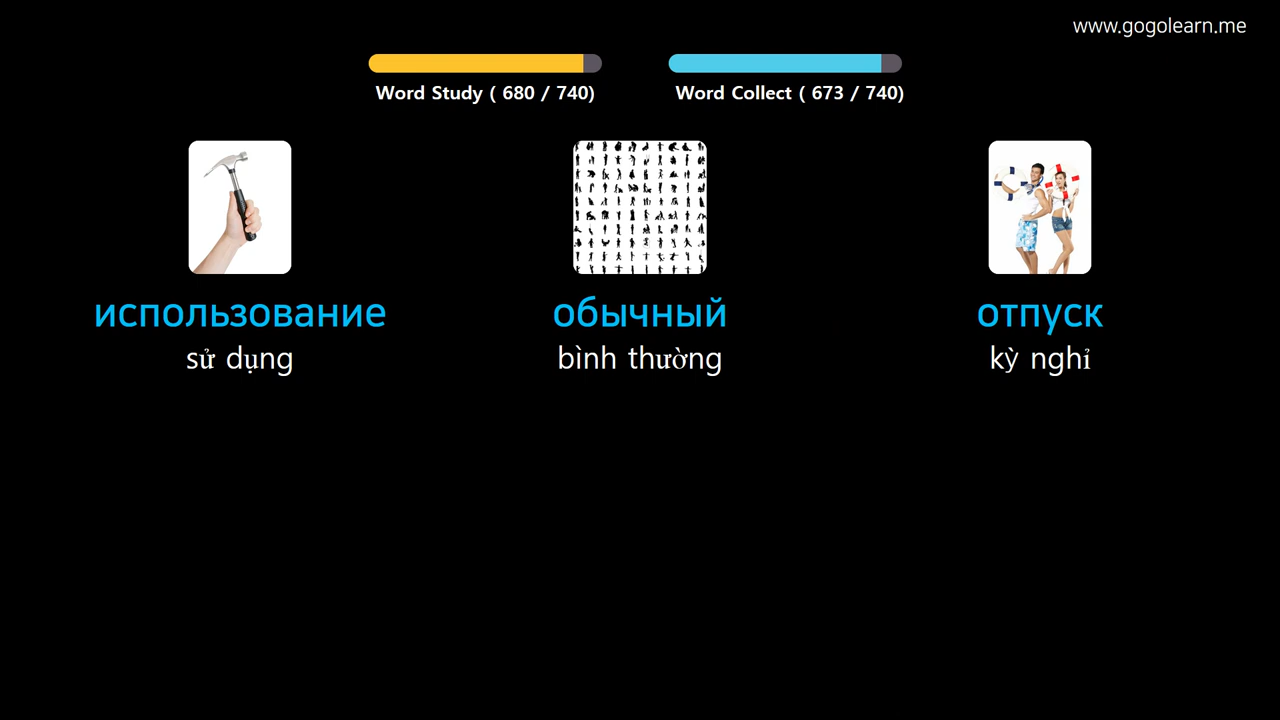 www.gogolearn.me
Word Study ( 680 / 740)
Word Collect ( 673 / 740)
использование
обычный
отпуск
sử dụng
bình thường
kỳ nghỉ